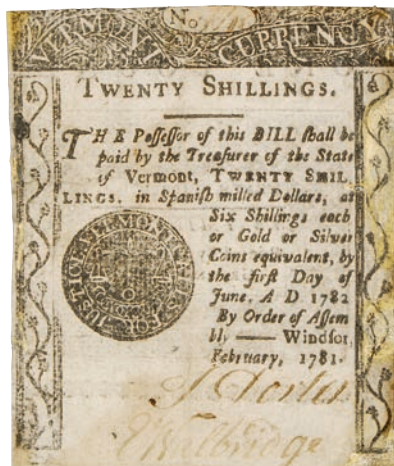 No
VERMONT CURRENCY.
TWENTY SHILLINGS.
THE Poſſeſſor of this BILL ſhall be
paid by the Treaſurer of the State
of Vermont, TWENTY SHIL
LINGS. in Spaniſh milled Dollars, at
Six Shillings each
or Gold or Silver
Coins equivalent, by
the firſt Day of
June, A D 1782
By Order of Aſſem
bly —— Windſor,
February, 1781.
Walbridge